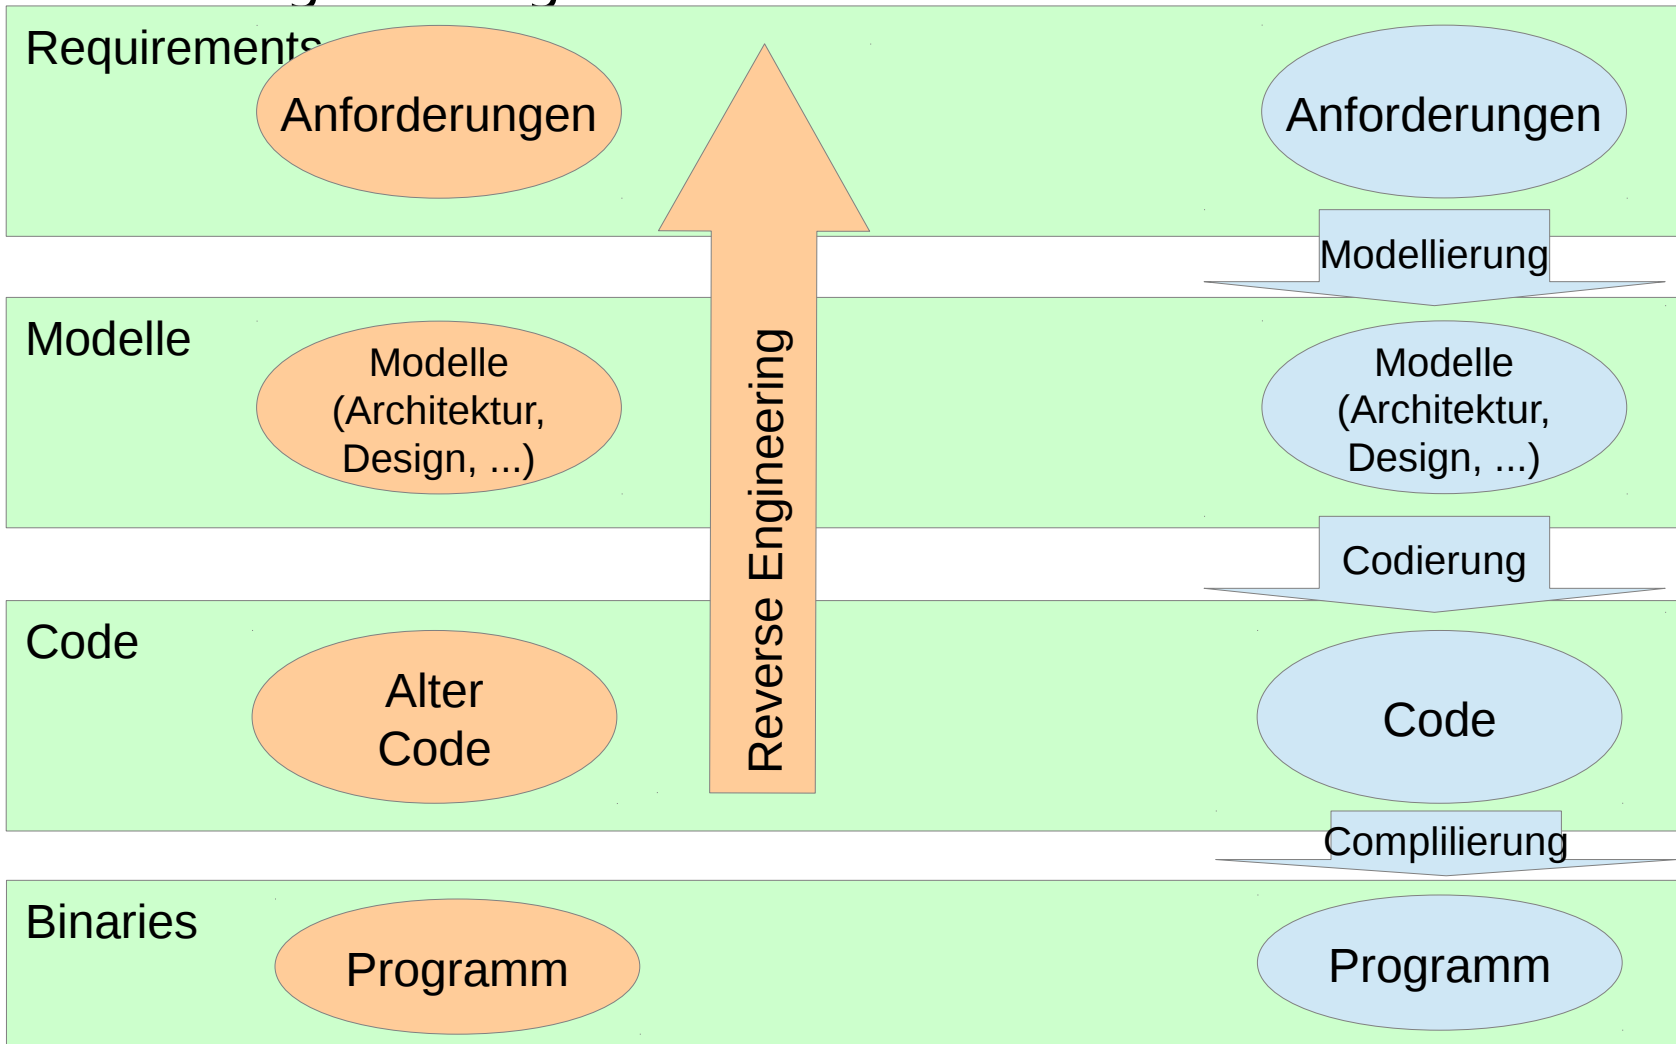 Requirements
Anforderungen
Anforderungen
Modellierung
Modelle
Modelle
(Architektur,
Design, ...)
Modelle
(Architektur,
Design, ...)
Reverse Engineering
Codierung
Code
Alter
Code
Code
Complilierung
Binaries
Programm
Programm